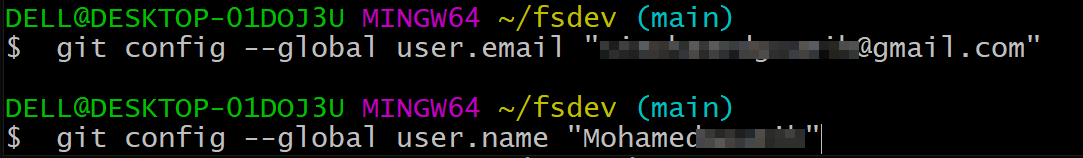 DELL@DESKTOP-01DOJ3U MINGW64 ~/fsdev (main)
$  git config --global user.email "@gmail.com"
DELL@DESKTOP-01DOJ3U MINGW64 ~/fsdev (main)
$  git config --global user.name "Mohamed"